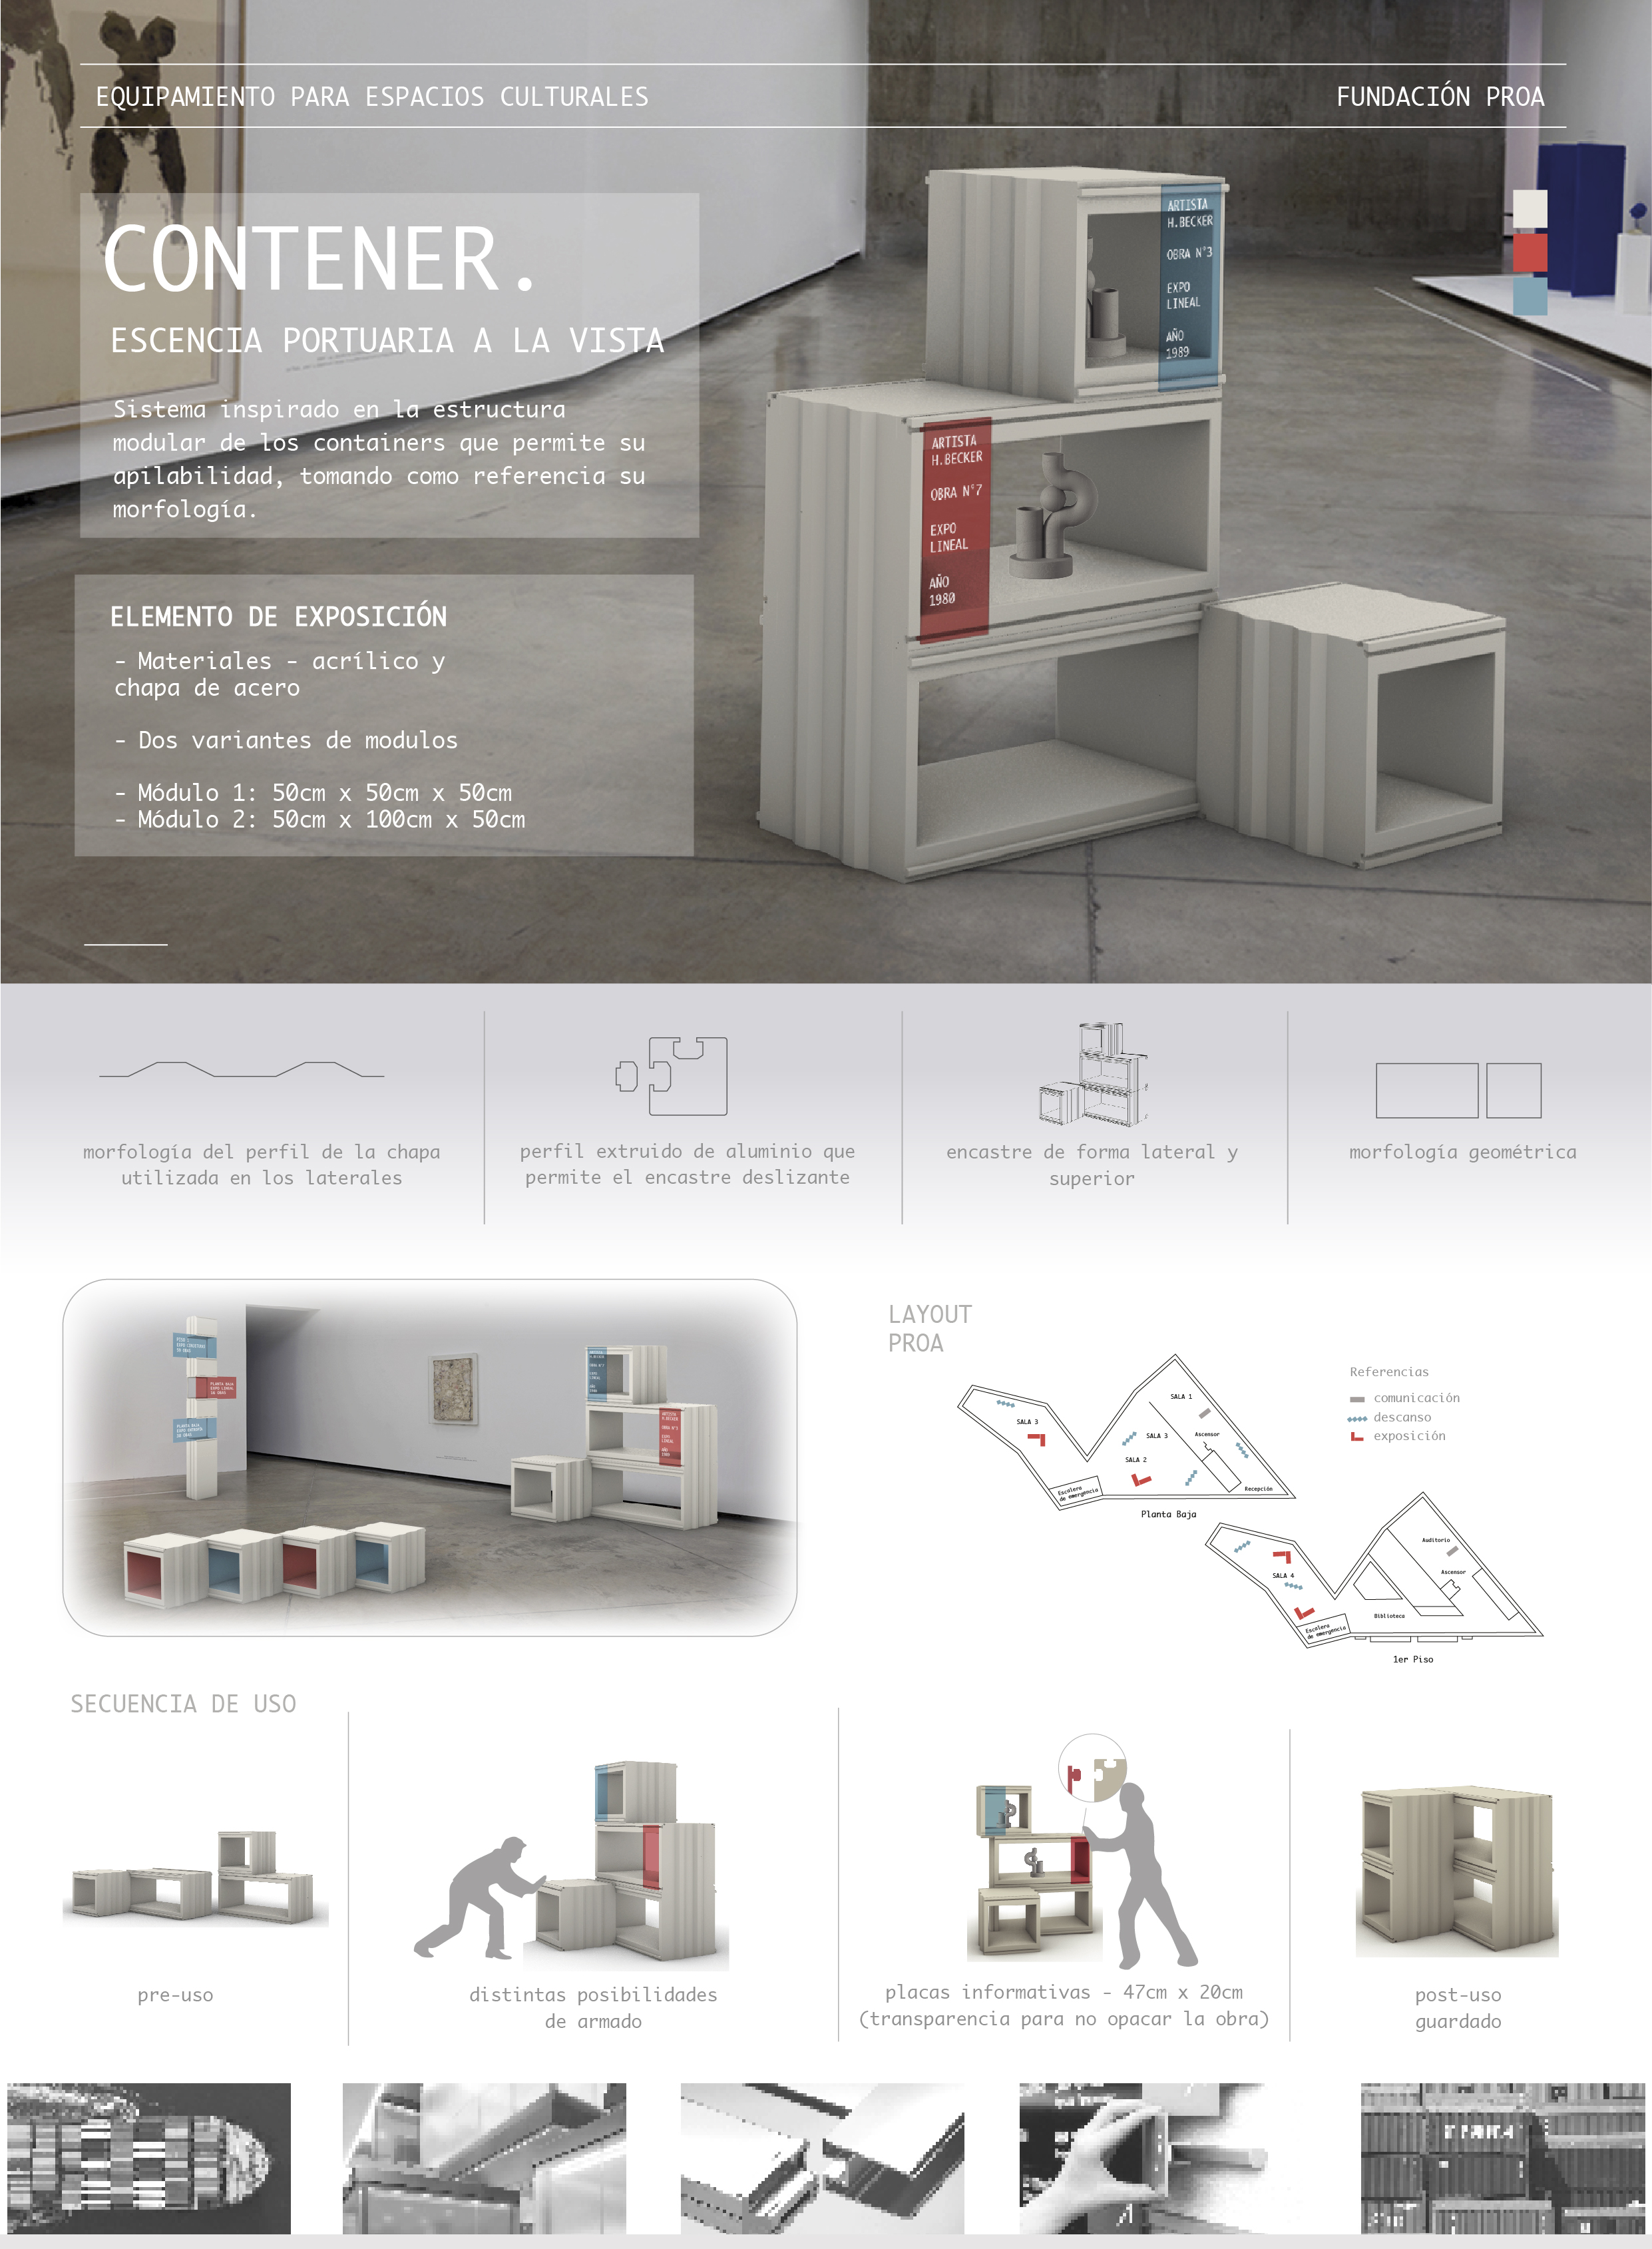 EQUIPAMIENTO PARA ESPACIOS CULTURALES
FUNDACIÓN PROA
CONTENER.
ESCENCIA PORTUARIA A LA VISTA
Sistema inspirado en la estructura
modular de los containers que permite su
apilabilidad, tomando como referencia su
morfología.
ELEMENTO DE EXPOSICIÓN
- Materiales - acrílico y
chapa de acero
- Dos variantes de modulos
- Módulo 1: 50cm x 50cm x 50cm
- Módulo 2: 50cm x 100cm x 50cm
ARTISTA
H.BECKER
OBRA N°3
EXPO
LINEAL
AÑO
1989
ARTISTA
H.BECKER
OBRA N°7
EXPO
LINEAL
AÑO
1980
morfología del perfil de la chapa
utilizada en los laterales
perfil extruido de aluminio que
permite el encastre deslizante
encastre de forma lateral y
superior
morfología geométrica
PLANTA BAJA
EXPO LINEAL
LAYOUT
PROA
Referencias
comunicación
descanso
exposición
SALA 1
SALA 3
SALA 3
Ascensor
SALA 2
Escalera
de emergencia
Recepción
Planta Baja
Auditorio
SALA 4
Ascensor
Biblioteca
Escalera
de emergencia
1er Piso
SECUENCIA DE USO
pre-uso
distintas posibilidades
de armado
placas informativas - 47cm x 20cm
(transparencia para no opacar la obra)
post-uso
guardado